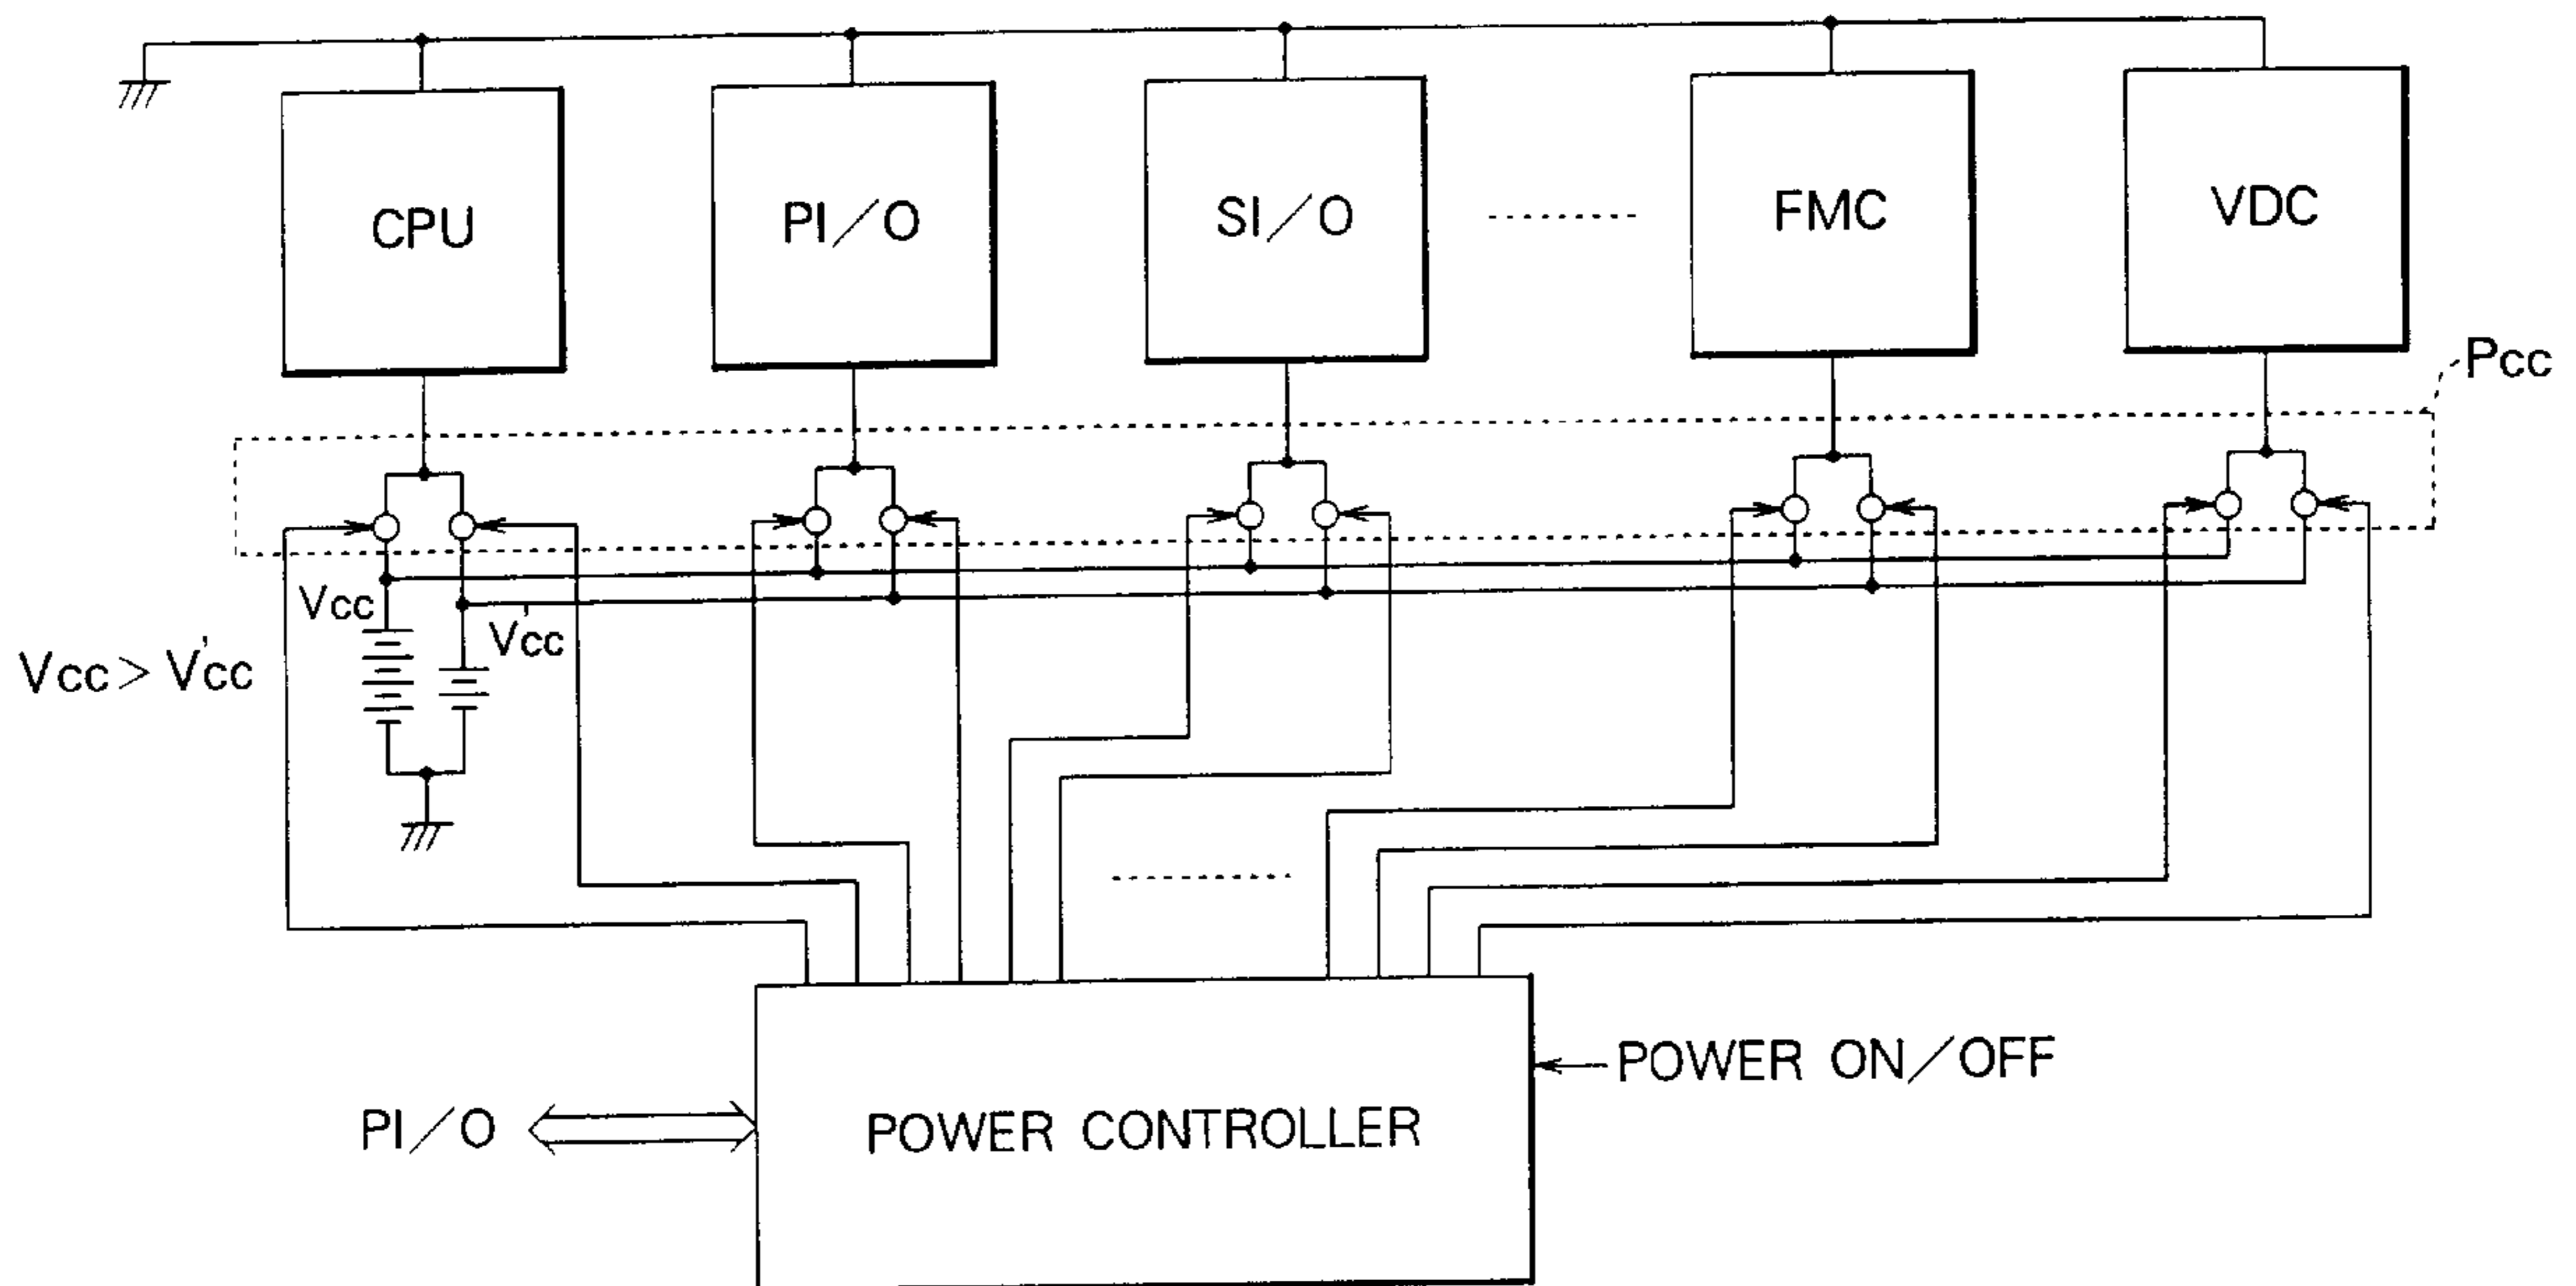 CPU
PI/O
SI/O
FMC
VDC
Pcc
Vcc
V'cc
Vcc > V'cc
POWER ON/OFF
PI/O
POWER CONTROLLER